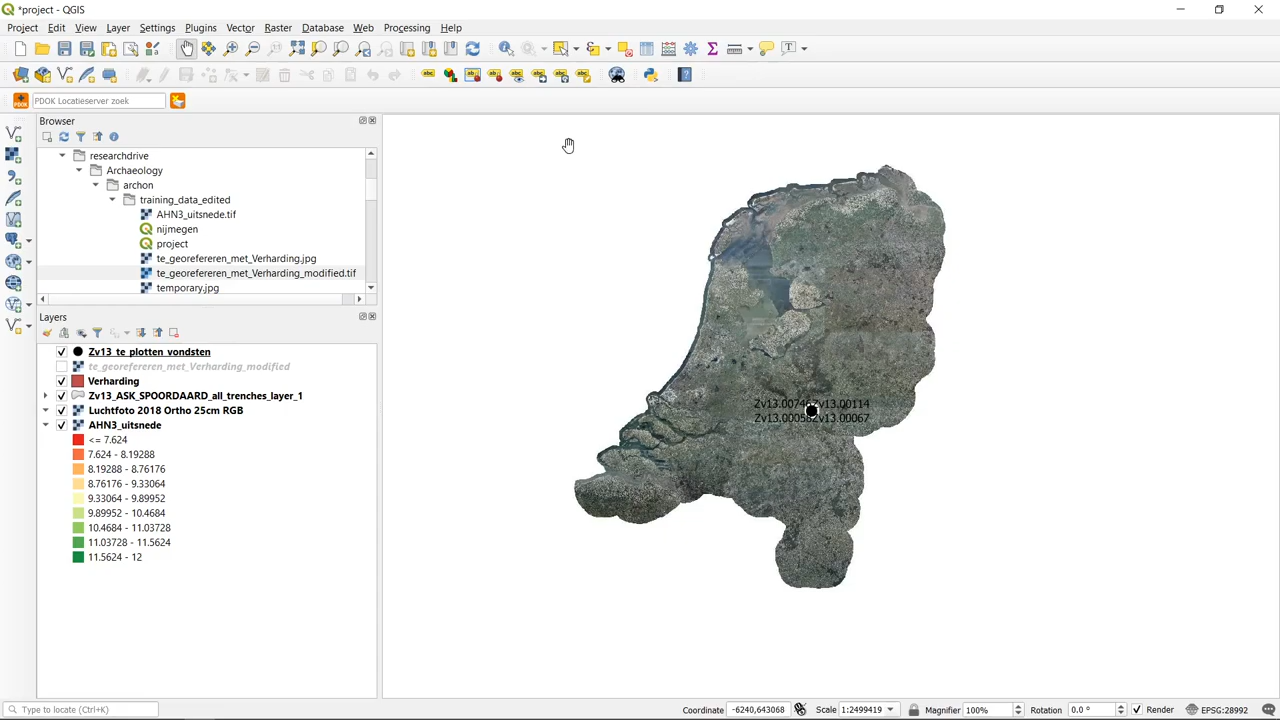 *project - QGIS
Project Edit View Layer Settings Plugins Vector Raster Database Web Processing Help
PDOK Locatieserver zoek
Browser
researchdrive
Archaeology
archon
training_data_edited
AHN3_uitsnede.tif
nijmegen
project
te_georefereren_met_Verharding.jpg
te_georefereren_met_Verharding_modified.tif
temporary.jpg
Layers
Zv13_te_plotten_vondsten
te_georefereren_met_Verharding_modified
Verharding
Zv13_ASK_SPOORDAARD_all_trenches_layer_1
Luchtfoto 2018 Ortho 25cm RGB
AHN3_uitsnede
<= 7.624
7.624 - 8.19288
8.19288 - 8.76176
8.76176 - 9.33064
9.33064 - 9.89952
9.89952 - 10.4684
10.4684 - 11.03728
11.03728 - 11.5624
11.5624 - 12
Zv13.00114
Zv13.00067
Type to locate (Ctrl+K)
Coordinate -6240,643068 Scale 1:2499419 Magnifier 100% Rotation 0.0 ° Render EPSG:28992